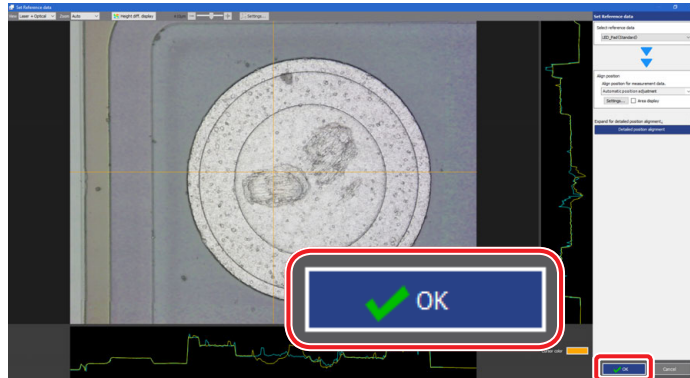 Set Reference data
View Laser + Optical Zoom Auto Height diff. display Settings...
Set Reference data
Select reference data
LED_Pad(Standard)
Align position
Align position for measurement data.
Automatic position adjustment
Settings... Area display
Expand for detailed position alignment.
Detailed position alignment
OK
color
OK Cancel